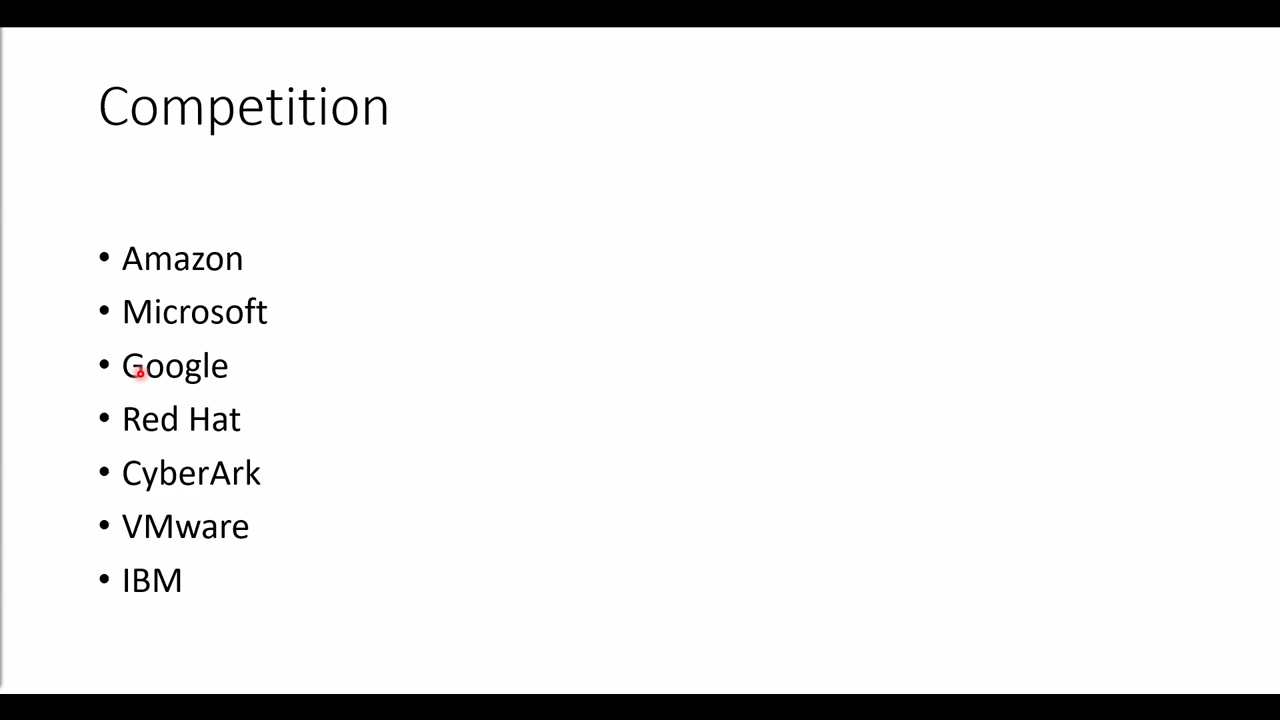 Competition
• Amazon
• Microsoft
• Google
• Red Hat
• CyberArk
• VMware
• IBM